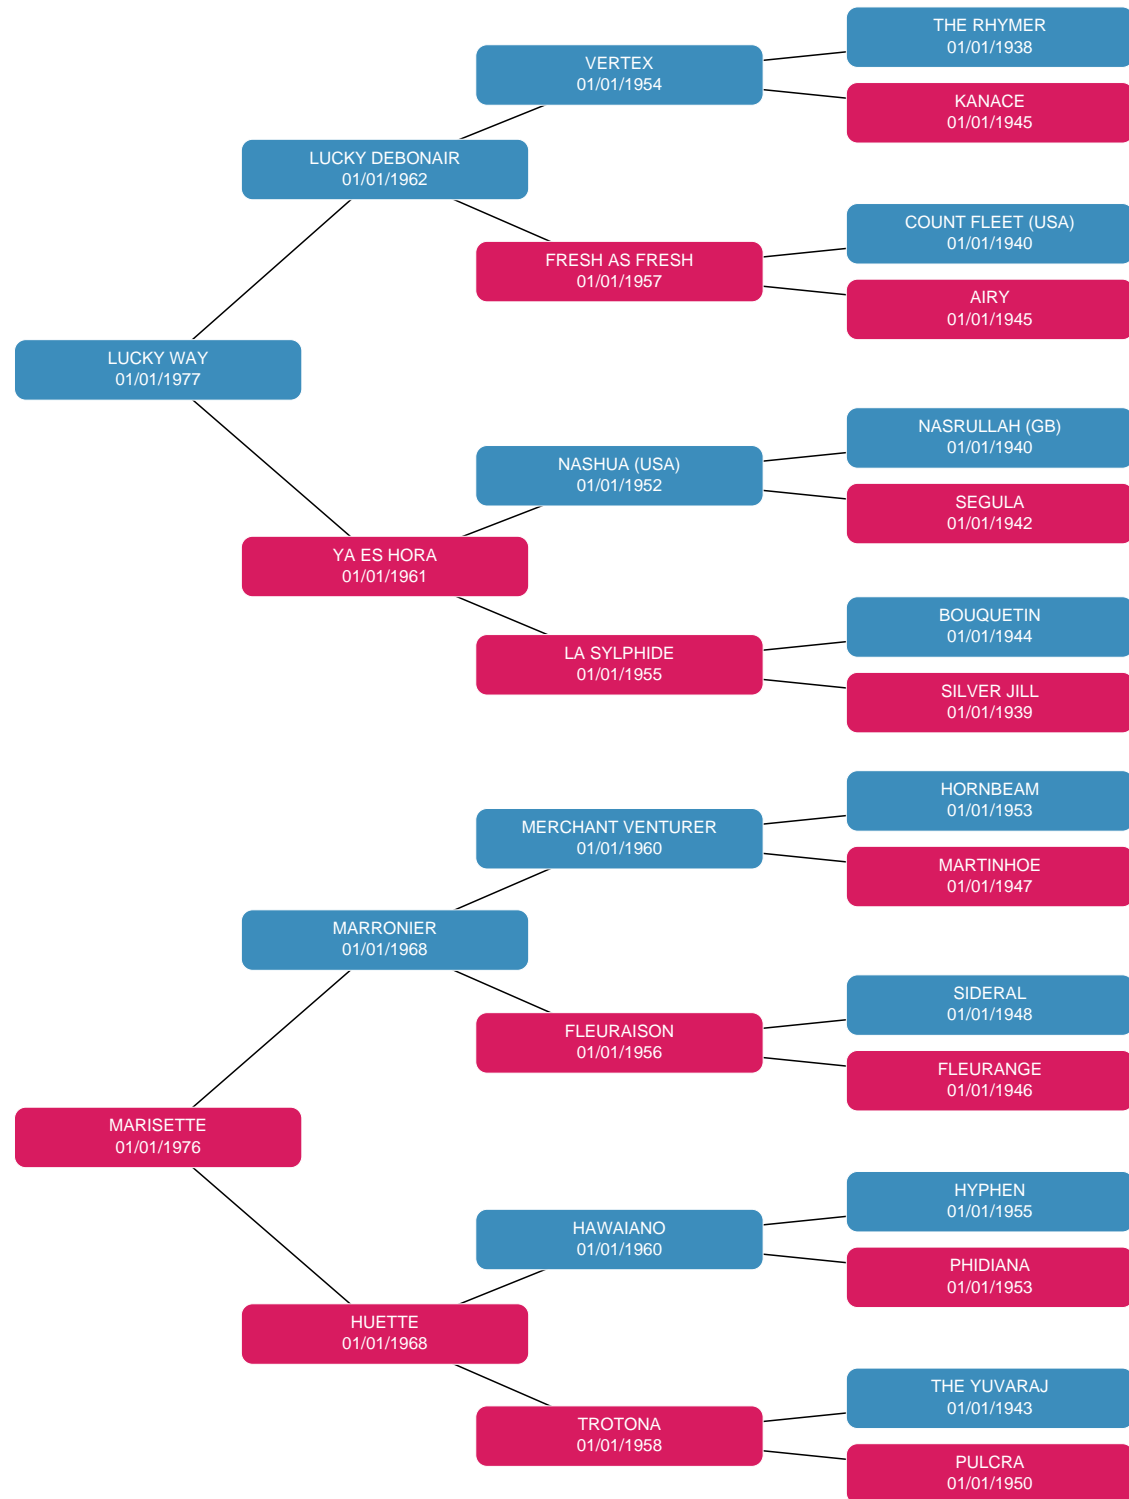 THE RHYMER
01/01/1938
VERTEX
01/01/1954
KANACE
01/01/1945
LUCKY DEBONAIR
01/01/1962
COUNT FLEET (USA)
01/01/1940
FRESH AS FRESH
01/01/1957
AIRY
01/01/1945
LUCKY WAY
01/01/1977
NASRULLAH (GB)
01/01/1940
NASHUA (USA)
01/01/1952
SEGULA
01/01/1942
YA ES HORA
01/01/1961
BOUQUETIN
01/01/1944
LA SYLPHIDE
01/01/1955
SILVER JILL
01/01/1939
HORNBEAM
01/01/1953
MERCHANT VENTURER
01/01/1960
MARTINHOE
01/01/1947
MARRONIER
01/01/1968
SIDERAL
01/01/1948
FLEURAISON
01/01/1956
FLEURANGE
01/01/1946
MARISETTE
01/01/1976
HYPHEN
01/01/1955
HAWAIANO
01/01/1960
PHIDIANA
01/01/1953
HUETTE
01/01/1968
THE YUVARAJ
01/01/1943
TROTONA
01/01/1958
PULCRA
01/01/1950